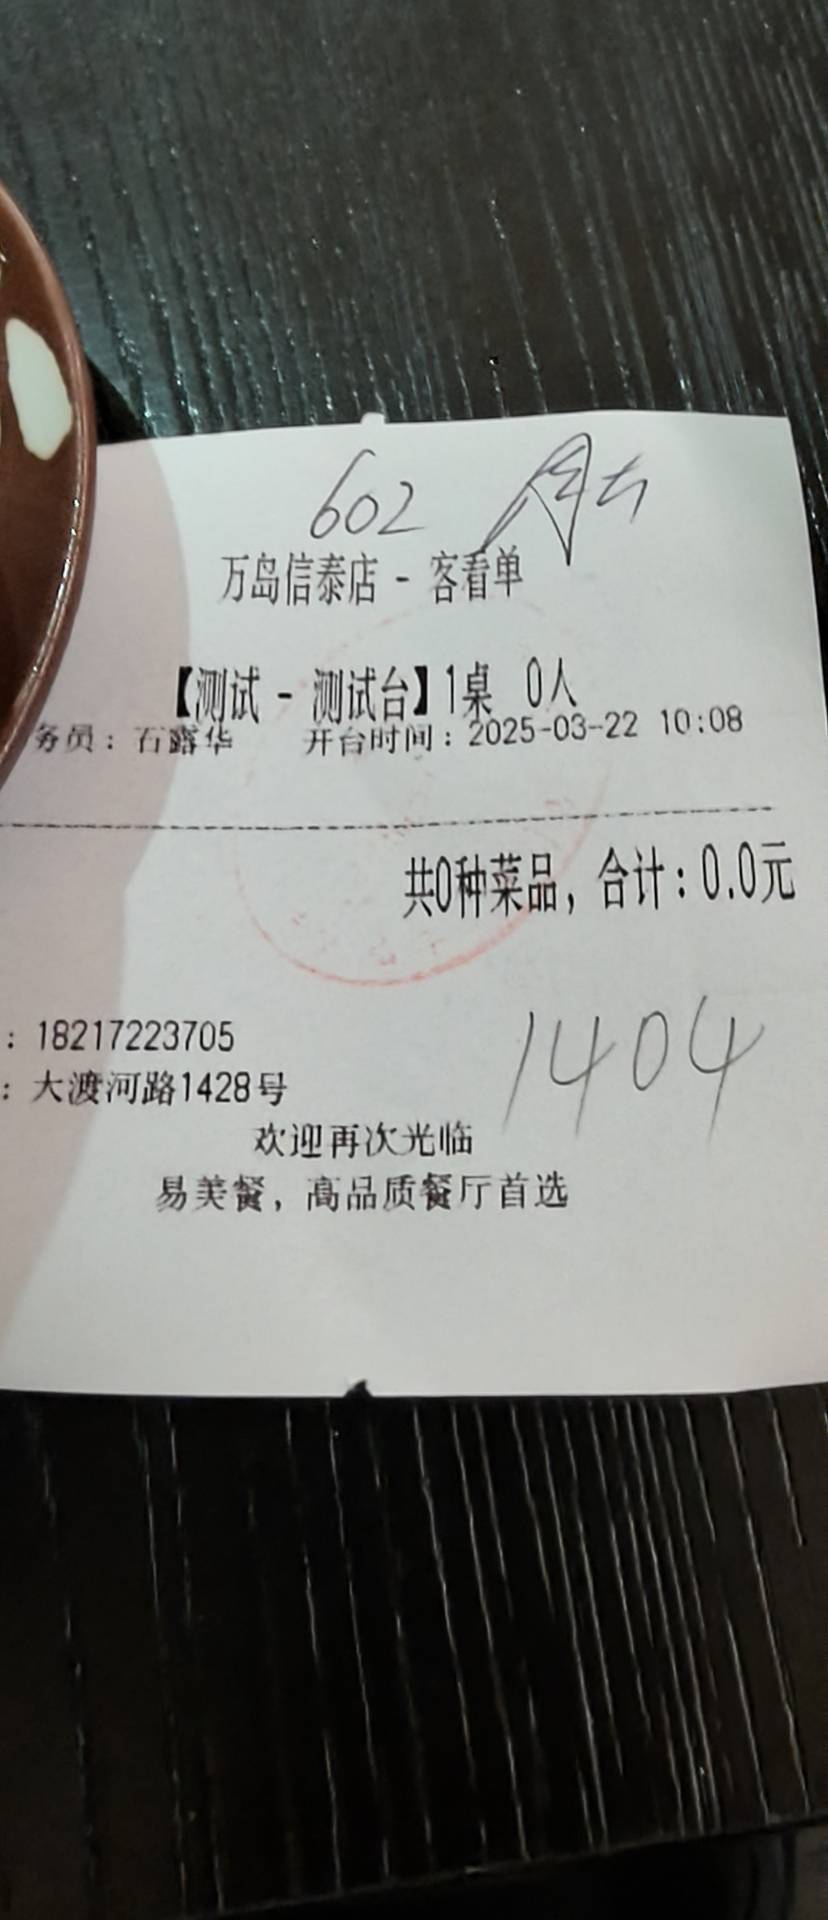 602
万岛信泰店 - 客看单
【测试 - 测试台】1桌 0人
务员：石露华 开台时间：2025-03-22 10:08
共0种菜品，合计：0.0元
1404
：18217223705
：大渡河路1428号
欢迎再次光临
易美餐，高品质餐厅首选